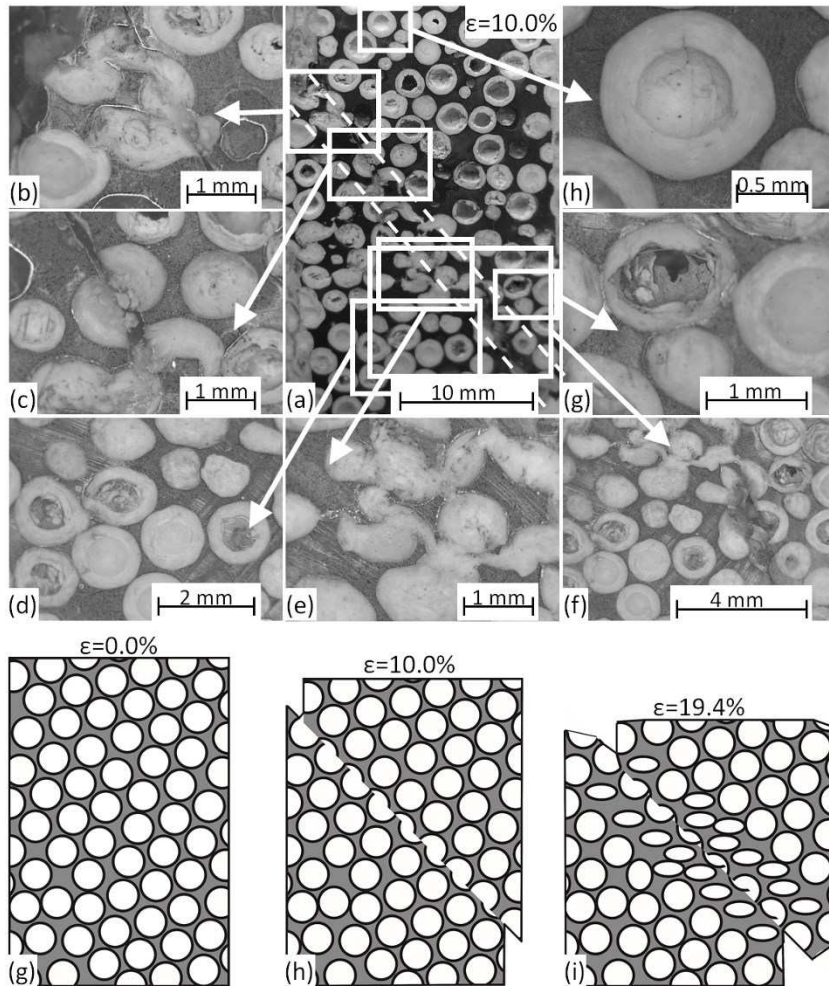 ε=10.0%
(b)
1 mm
(a)
10 mm
(h)
0.5 mm
(c)
1 mm
(g)
1 mm
(d)
2 mm
(e)
1 mm
(f)
4 mm
ε=0.0%
ε=10.0%
ε=19.4%
(g)
(h)
(i)